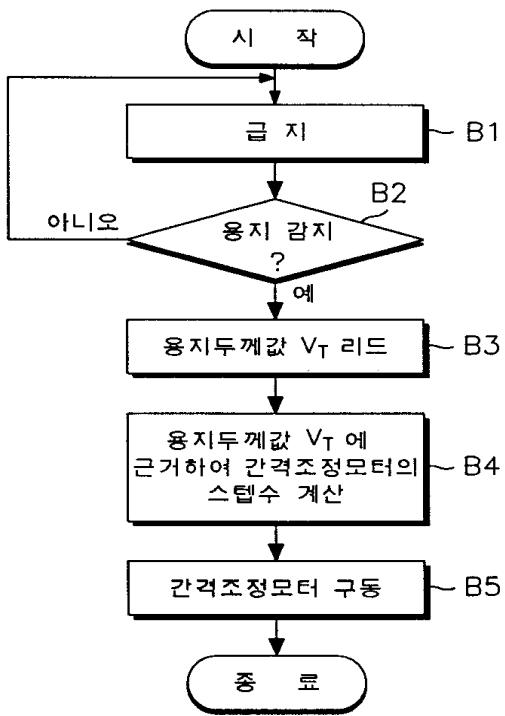 시 작
급 지
B1
B2
아니오
용지 감지
?
예
용지두께값 VT 리드
B3
용지두께값 VT 에
근거하여 간격조정모터의
스텝수 계산
B4
간격조정모터 구동
B5
종 료